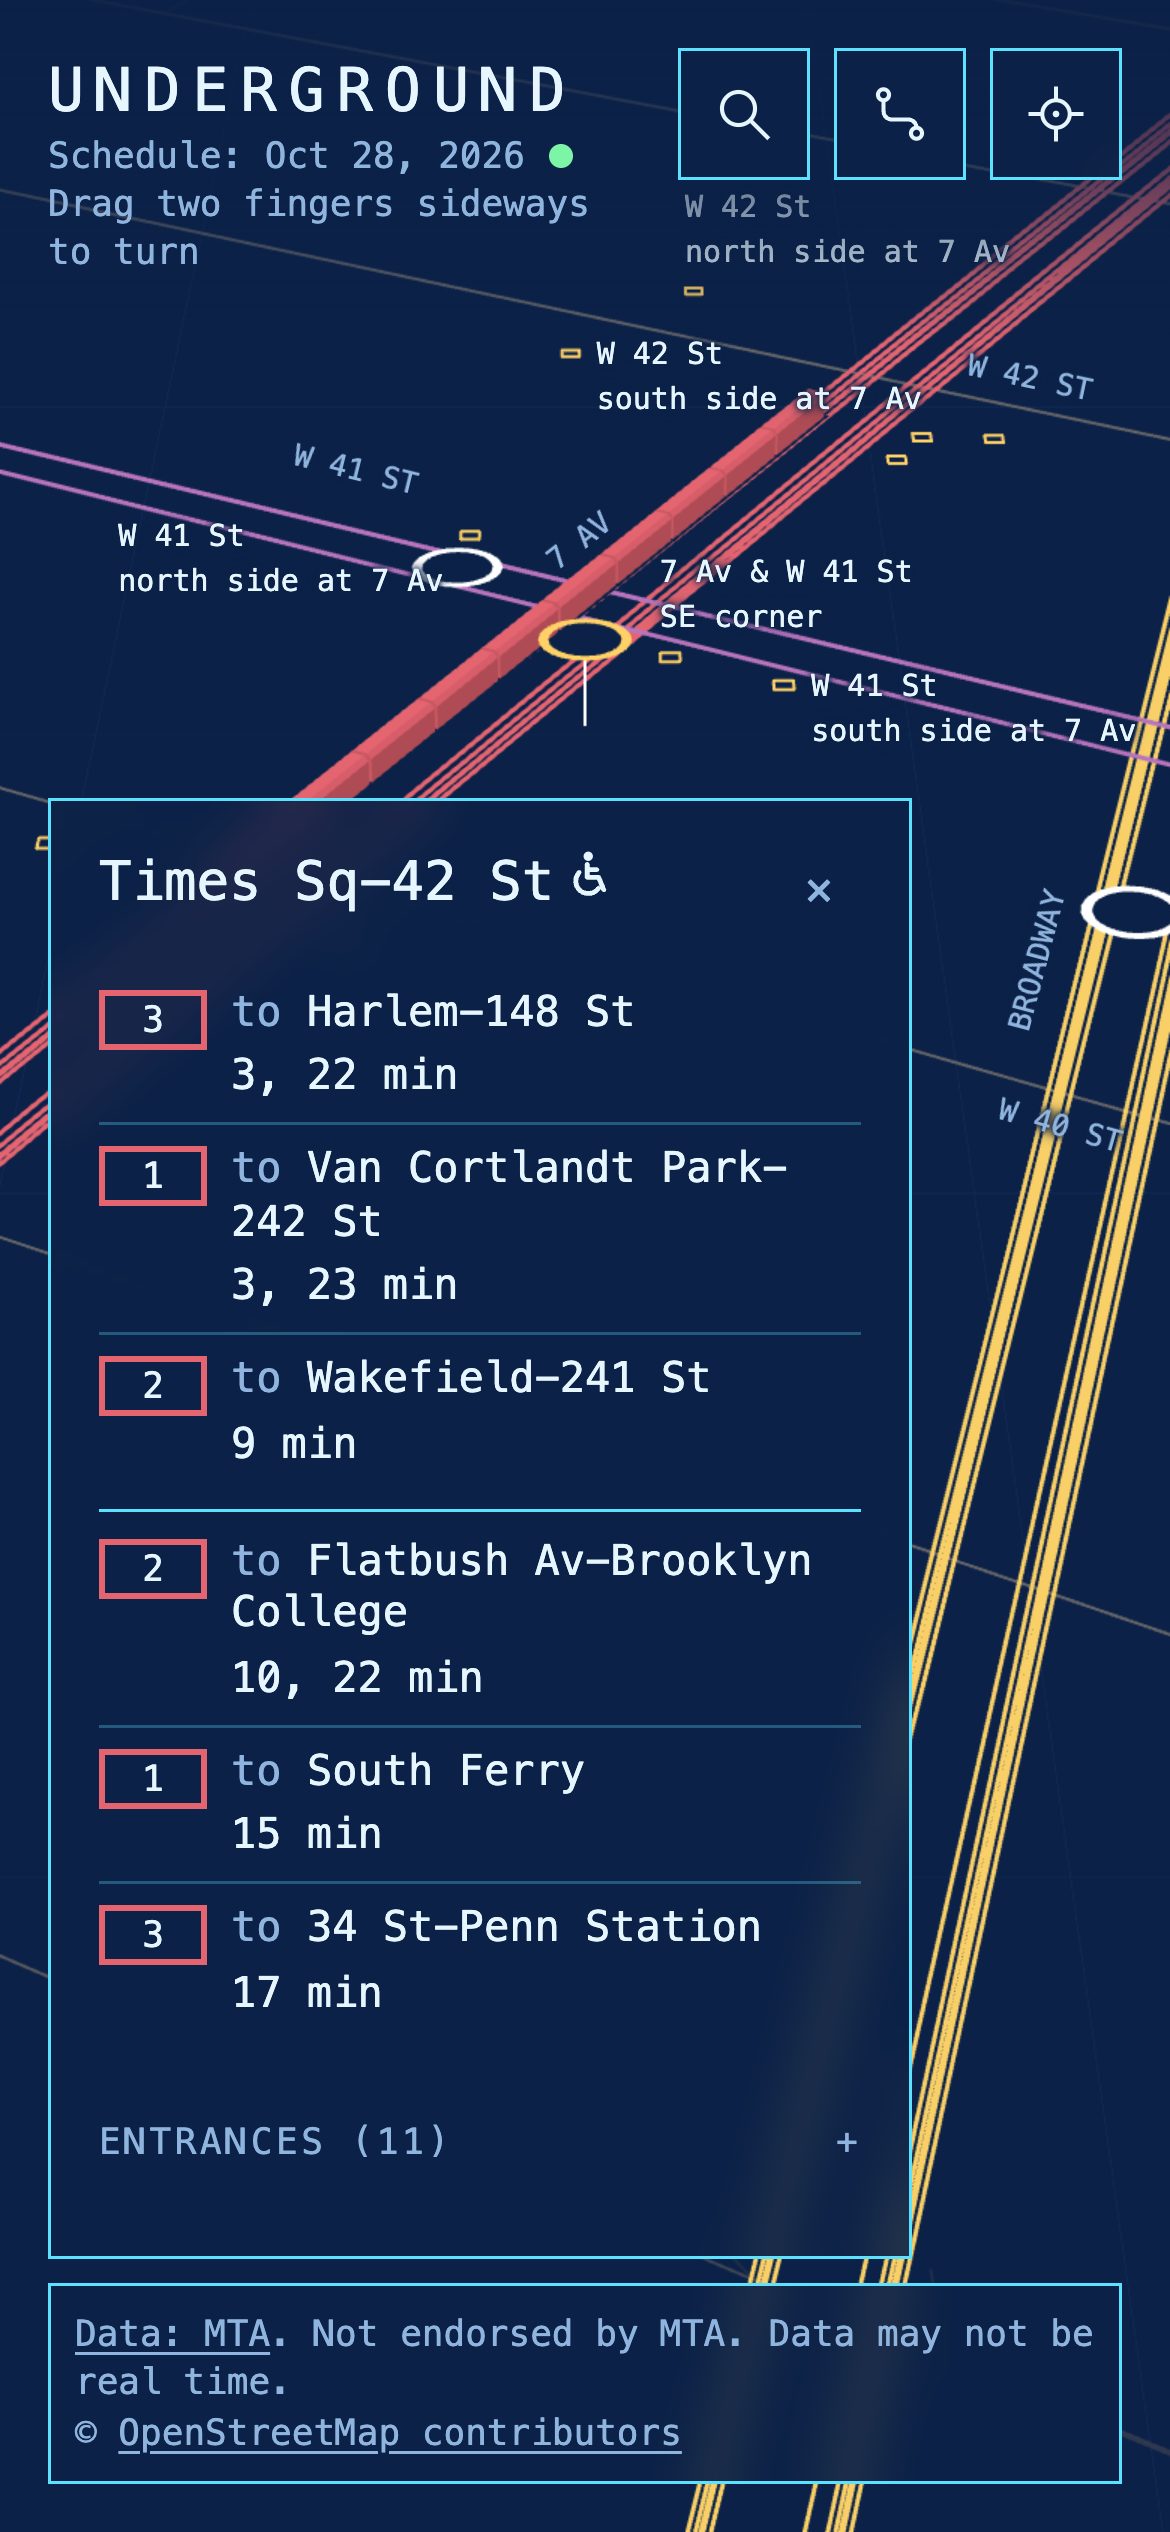 UNDERGROUND
Schedule: Oct 28, 2026
Drag two fingers sideways
to turn
W 42 St
north side at 7 Av
W 42 St
south side at 7 Av
W 42 ST
W 41 ST
7 AV
W 41 St
north side at 7 Av
7 Av & W 41 St
SE corner
W 41 St
south side at 7 Av
BROADWAY
W 40 ST
Times Sq–42 St
×
3 to Harlem–148 St
3, 22 min
1 to Van Cortlandt Park–
242 St
3, 23 min
2 to Wakefield–241 St
9 min
2 to Flatbush Av–Brooklyn
College
10, 22 min
1 to South Ferry
15 min
3 to 34 St–Penn Station
17 min
ENTRANCES (11) +
Data: MTA. Not endorsed by MTA. Data may not be
real time.
© OpenStreetMap contributors